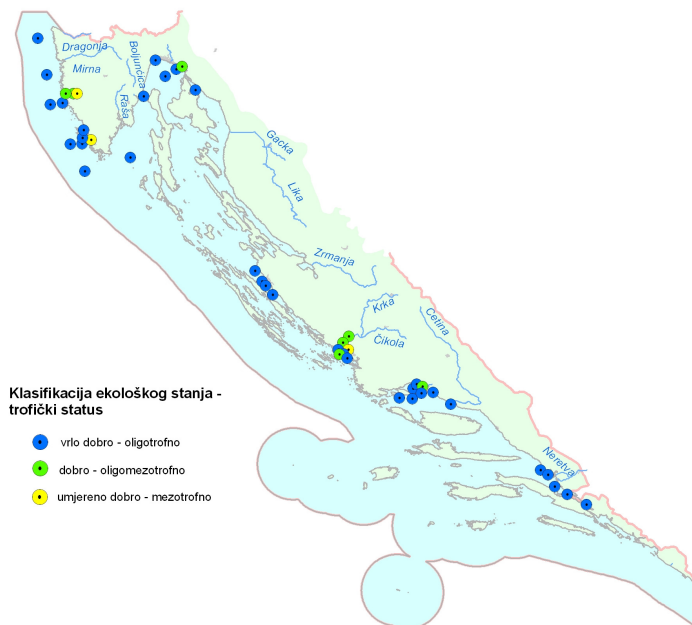 Dragonja
Boljunčica
Mirna
Raša
Gacka
Lika
Zrmanja
Krka
Cetina
Čikola
Klasifikacija ekološkog stanja -
trofički status
vrlo dobro - oligotrofno
dobro - oligomezotrofno
umjereno dobro - mezotrofno
Neretva